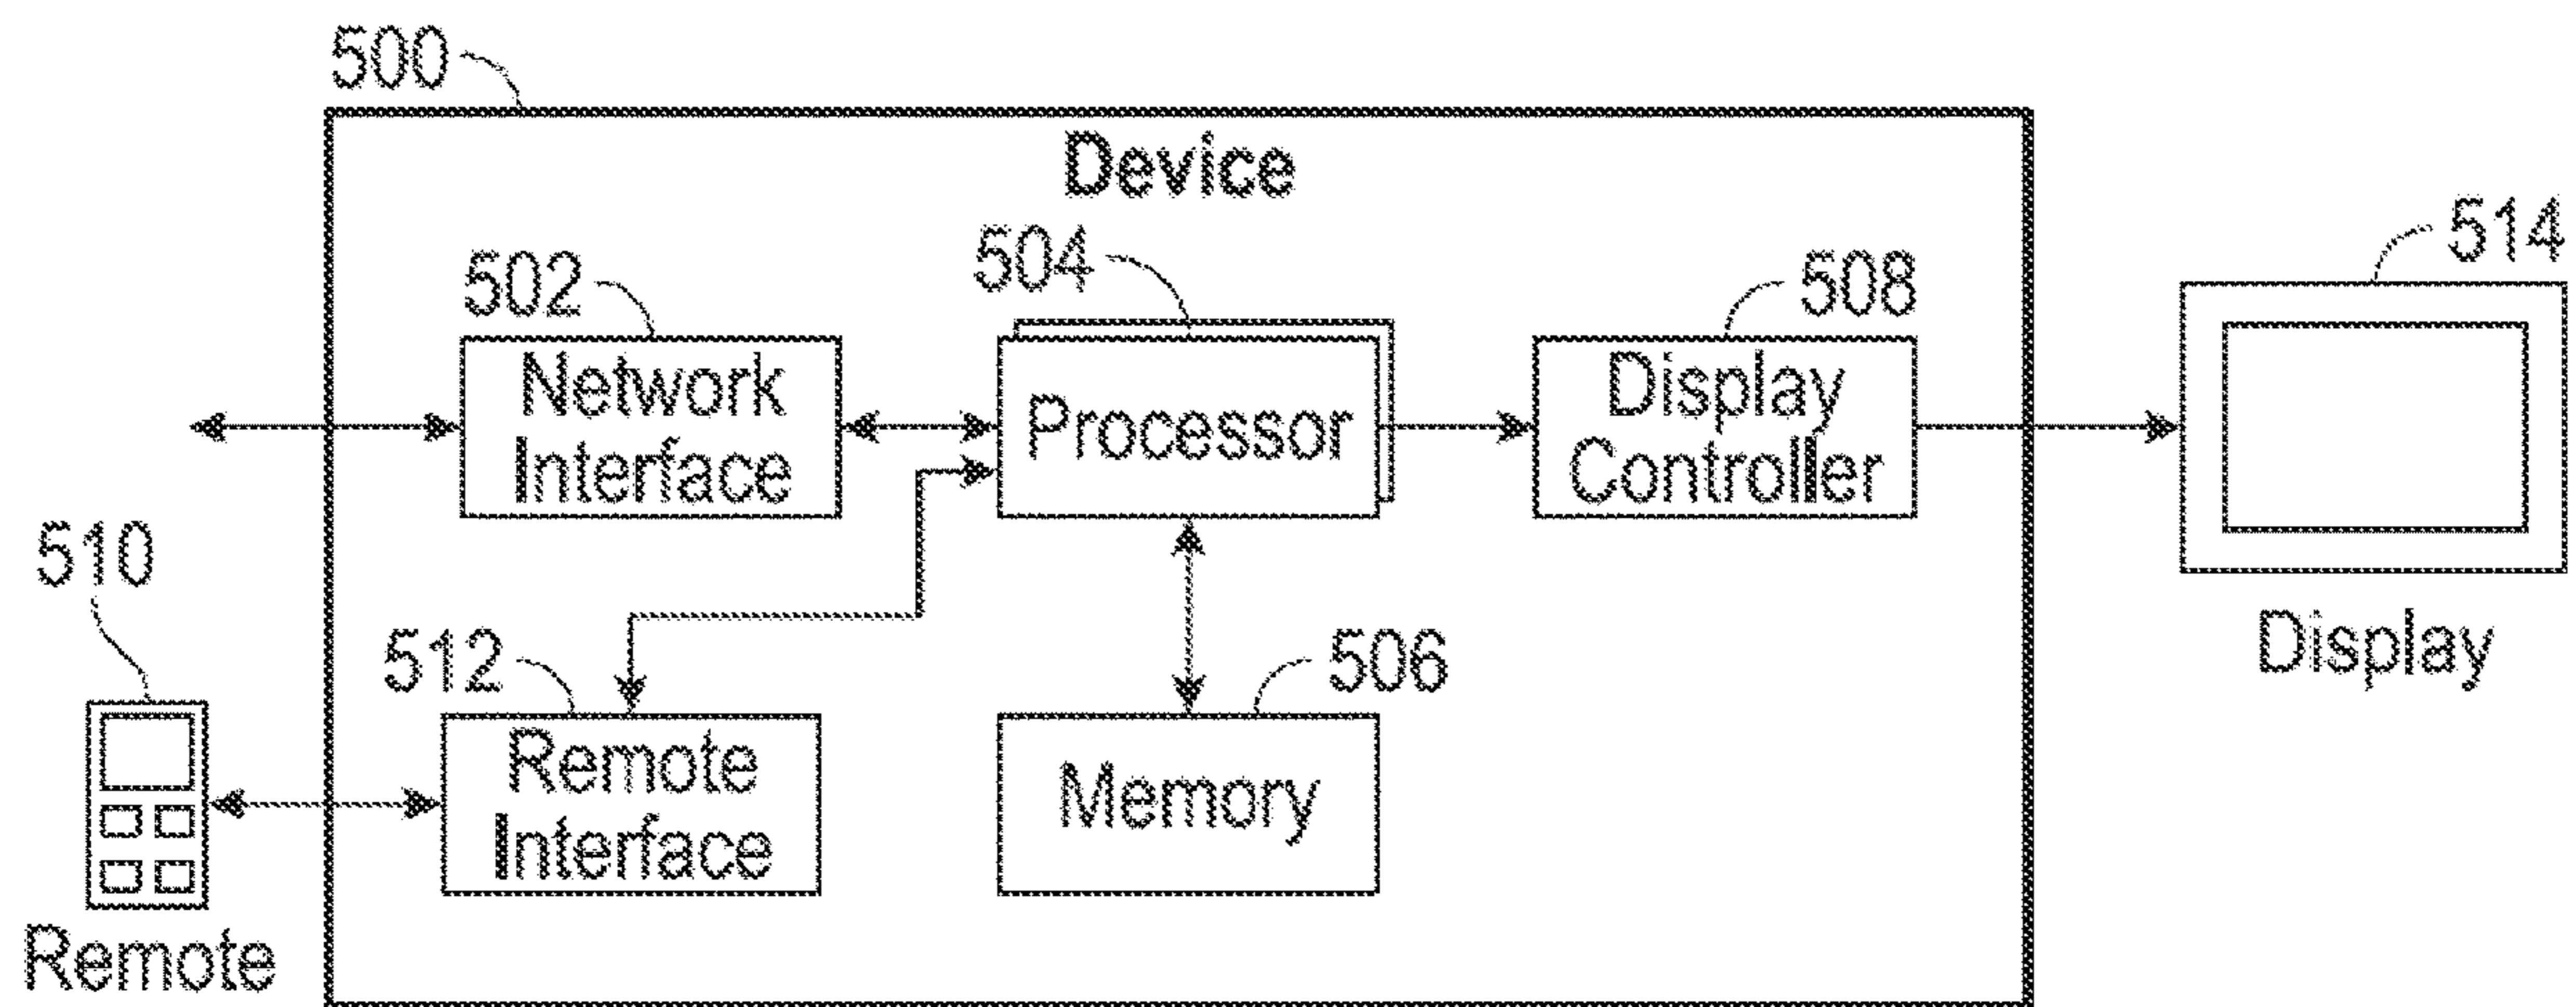 500
Device
514
504
502
508
Network
Interface
Processor
Display
Controller
510
Display
512
506
Remote
Interface
Memory
Remote